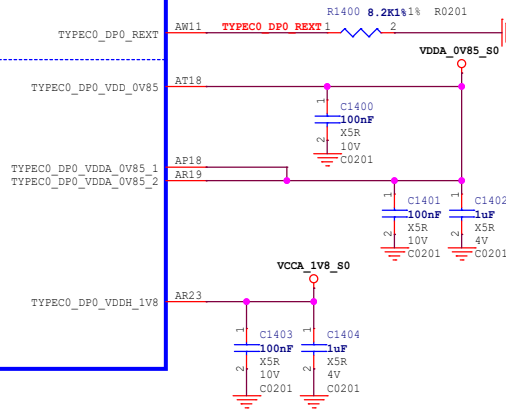 R1400 8.2K1% 1% R0201
TYPEC0_DP0_REXT AW11 TYPEC0_DP0_REXT 1 2
VDDA_0V85_S0
TYPEC0_DP0_VDD_0V85 AT18
1 C1400
100nF
X5R
2 10V
C0201
TYPEC0_DP0_VDDA_0V85_1 AP18
TYPEC0_DP0_VDDA_0V85_2 AR19
1 C1401 1 C1402
100nF 1uF
X5R X5R
2 10V 2 4V
C0201 C0201
VCCA_1V8_S0
TYPEC0_DP0_VDDH_1V8 AR23
1 C1403 1 C1404
100nF 1uF
X5R X5R
2 10V 2 4V
C0201 C0201